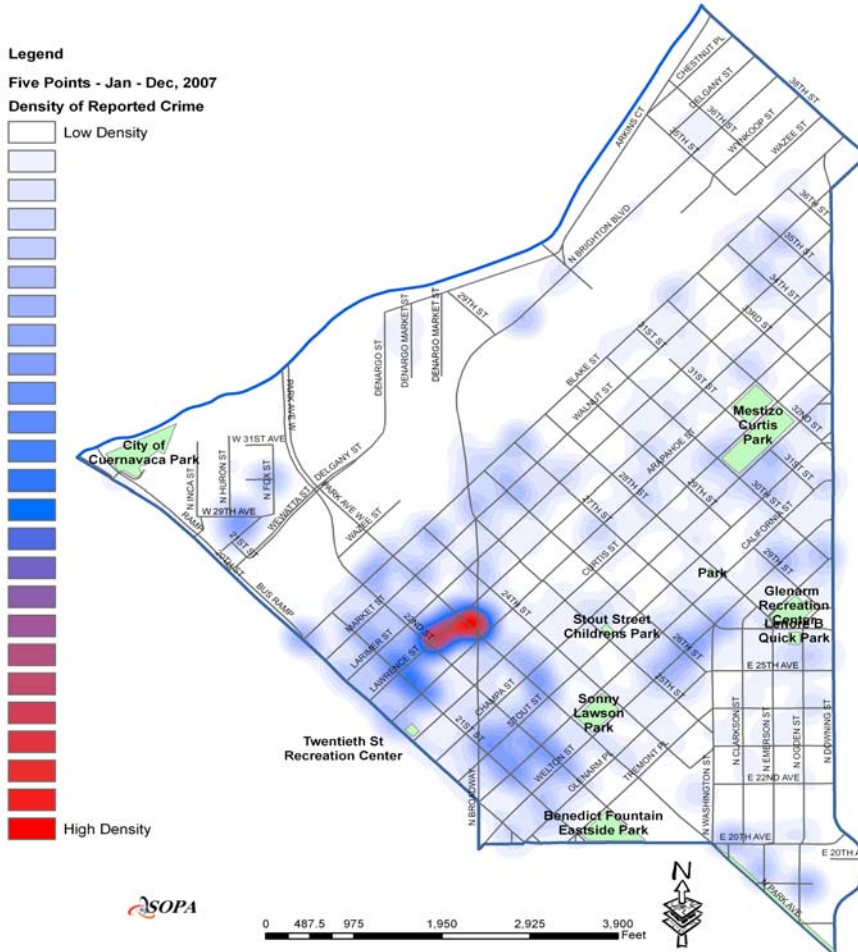 Legend
Five Points - Jan - Dec, 2007
Density of Reported Crime
Low Density
High Density
CHESTNUT PL
DELGANY ST
38TH ST
36TH ST
WYNKOOP ST
WAZEE ST
35TH ST
ARKINS CT
N BRIGHTON BLVD
36TH ST
35TH ST
34TH ST
33RD ST
29TH ST
DENARGO ST
DENARGO MARKET ST
DENARGO MARKET ST
31ST ST
BLAKE ST
31ST ST
WALNUT ST
Mestizo
Curtis
Park
32ND ST
PARK AVE W
City of
Cuernavaca Park
W 31ST AVE
N INCA ST
N HURON ST
N FOX ST
W 29TH AVE
DELGANY ST
WEWATTA ST
PARK AVE W
WAZEE ST
ARAPAHOE ST
31ST ST
30TH ST
28TH ST
29TH ST
27TH ST
CALIFORNIA ST
RAMP
21ST ST
20TH ST
BUS RAMP
CURTIS ST
29TH ST
Park
Glenarm
Recreation
Center
Lenore B
Quick Park
MARKET ST
22ND ST
24TH ST
LARIMER ST
LAWRENCE ST
Stout Street
Childrens Park
26TH ST
25TH ST
E 25TH AVE
CHAMPA ST
STOUT ST
21ST ST
Sonny
Lawson
Park
Twentieth St
Recreation Center
WELTON ST
GLENARM PL
TREMONT PL
N BROADWAY
N WASHINGTON ST
N CLARKSON ST
N EMERSON ST
N OGDEN ST
N DOWNING ST
E 22ND AVE
Benedict Fountain
Eastside Park
E 20TH AVE
E 20TH A
N PARK AVE
SOPA
N
0 487.5 975 1,950 2,925 3,900
Feet